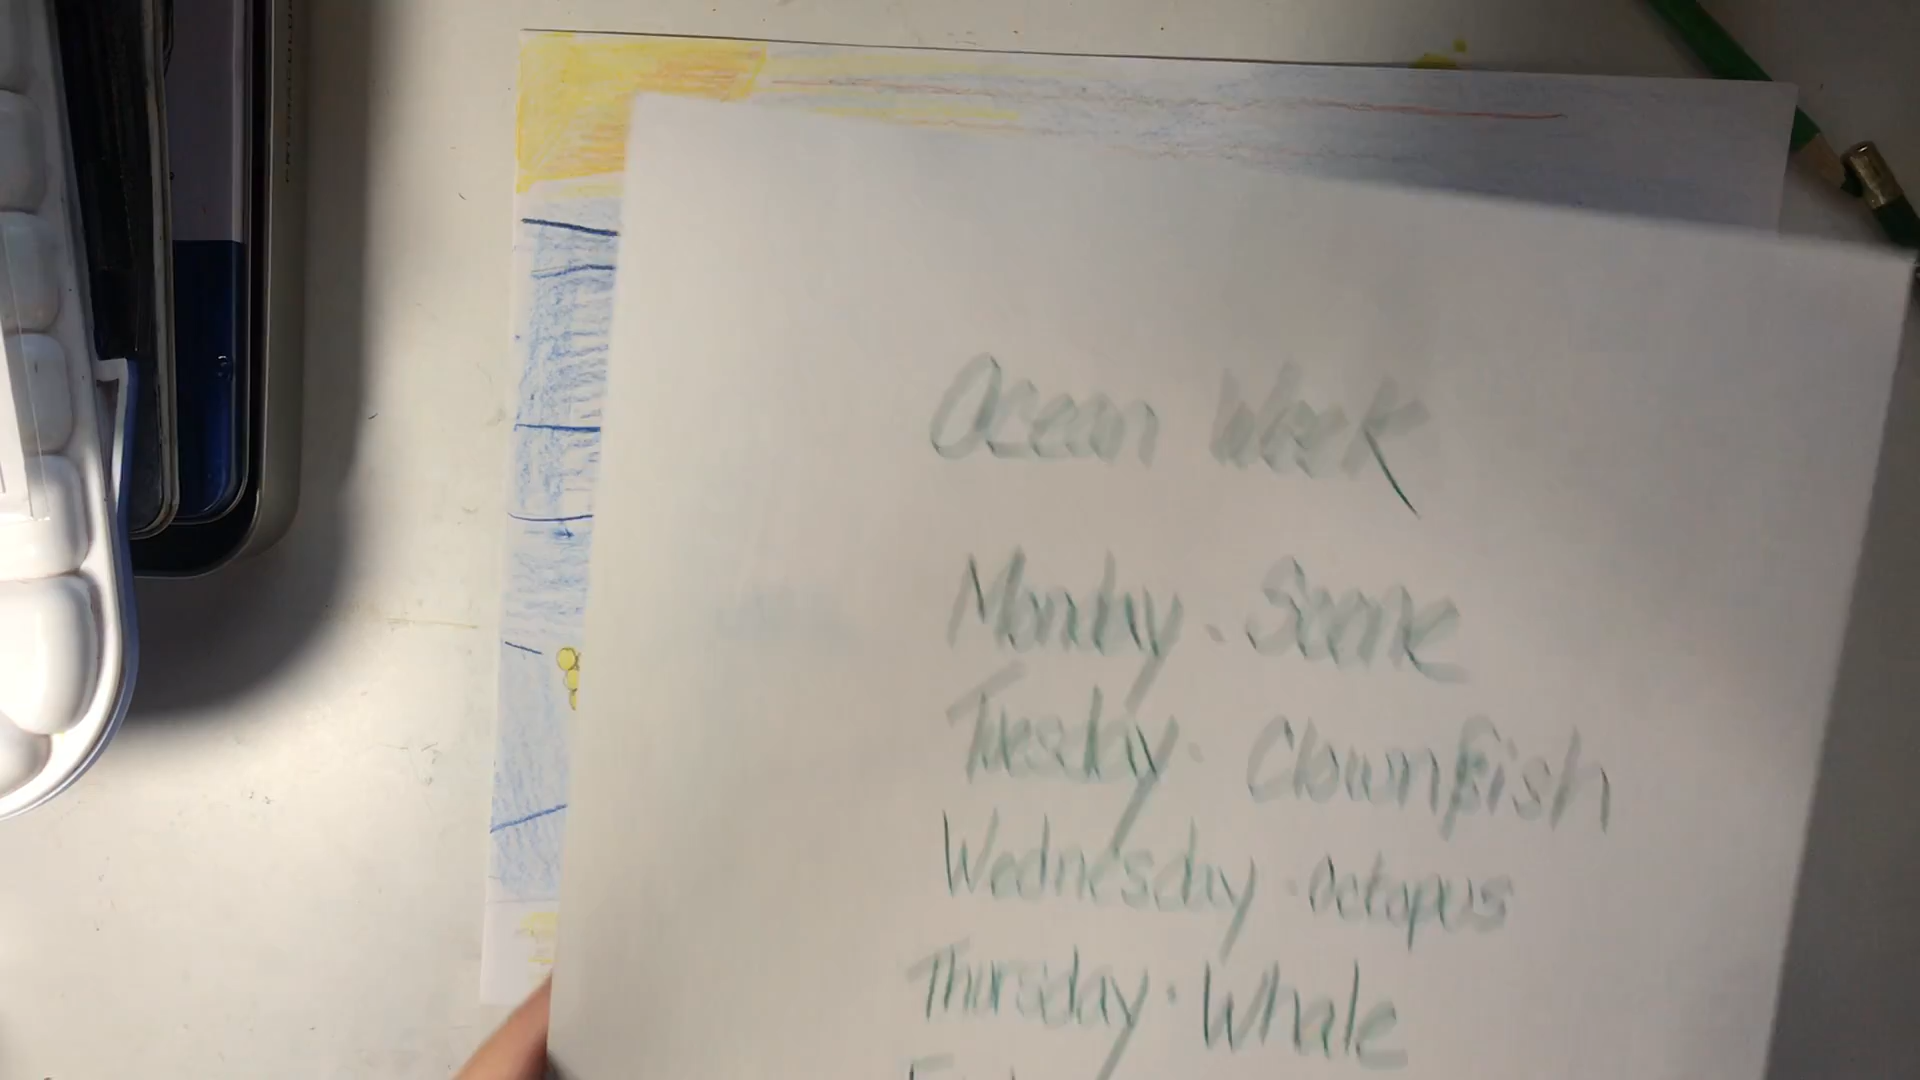 Ocean Week
Monday. Scene
Tuesday. Clownfish
Wednesday. Octopus
Thursday. Whale